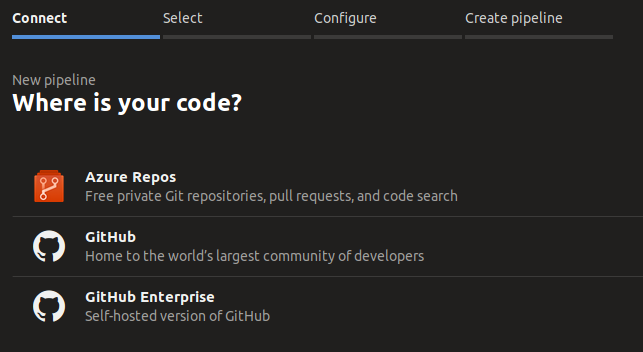 Connect
Select
Configure
Create pipeline
New pipeline
Where is your code?
Azure Repos
Free private Git repositories, pull requests, and code search
GitHub
Home to the world’s largest community of developers
GitHub Enterprise
Self-hosted version of GitHub